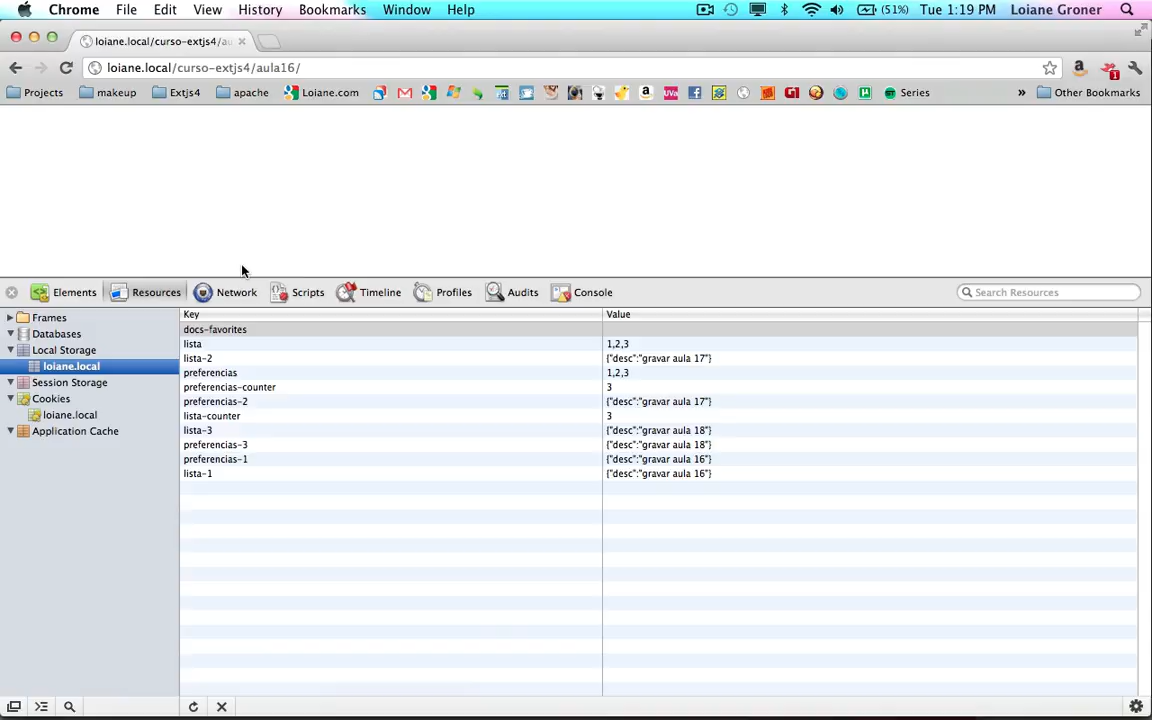 Chrome File Edit View History Bookmarks Window Help (51%) Tue 1:19 PM Loiane Groner
loiane.local/curso-extjs4/au
loiane.local/curso-extjs4/aula16/
Projects makeup Extjs4 apache Loiane.com Series » Other Bookmarks
Elements Resources Network Scripts Timeline Profiles Audits Console Search Resources
Frames
Databases
Local Storage
loiane.local
Session Storage
Cookies
loiane.local
Application Cache
Key Value
docs-favorites
lista 1,2,3
lista-2 {"desc":"gravar aula 17"}
preferencias 1,2,3
preferencias-counter 3
preferencias-2 {"desc":"gravar aula 17"}
lista-counter 3
lista-3 {"desc":"gravar aula 18"}
preferencias-3 {"desc":"gravar aula 18"}
preferencias-1 {"desc":"gravar aula 16"}
lista-1 {"desc":"gravar aula 16"}